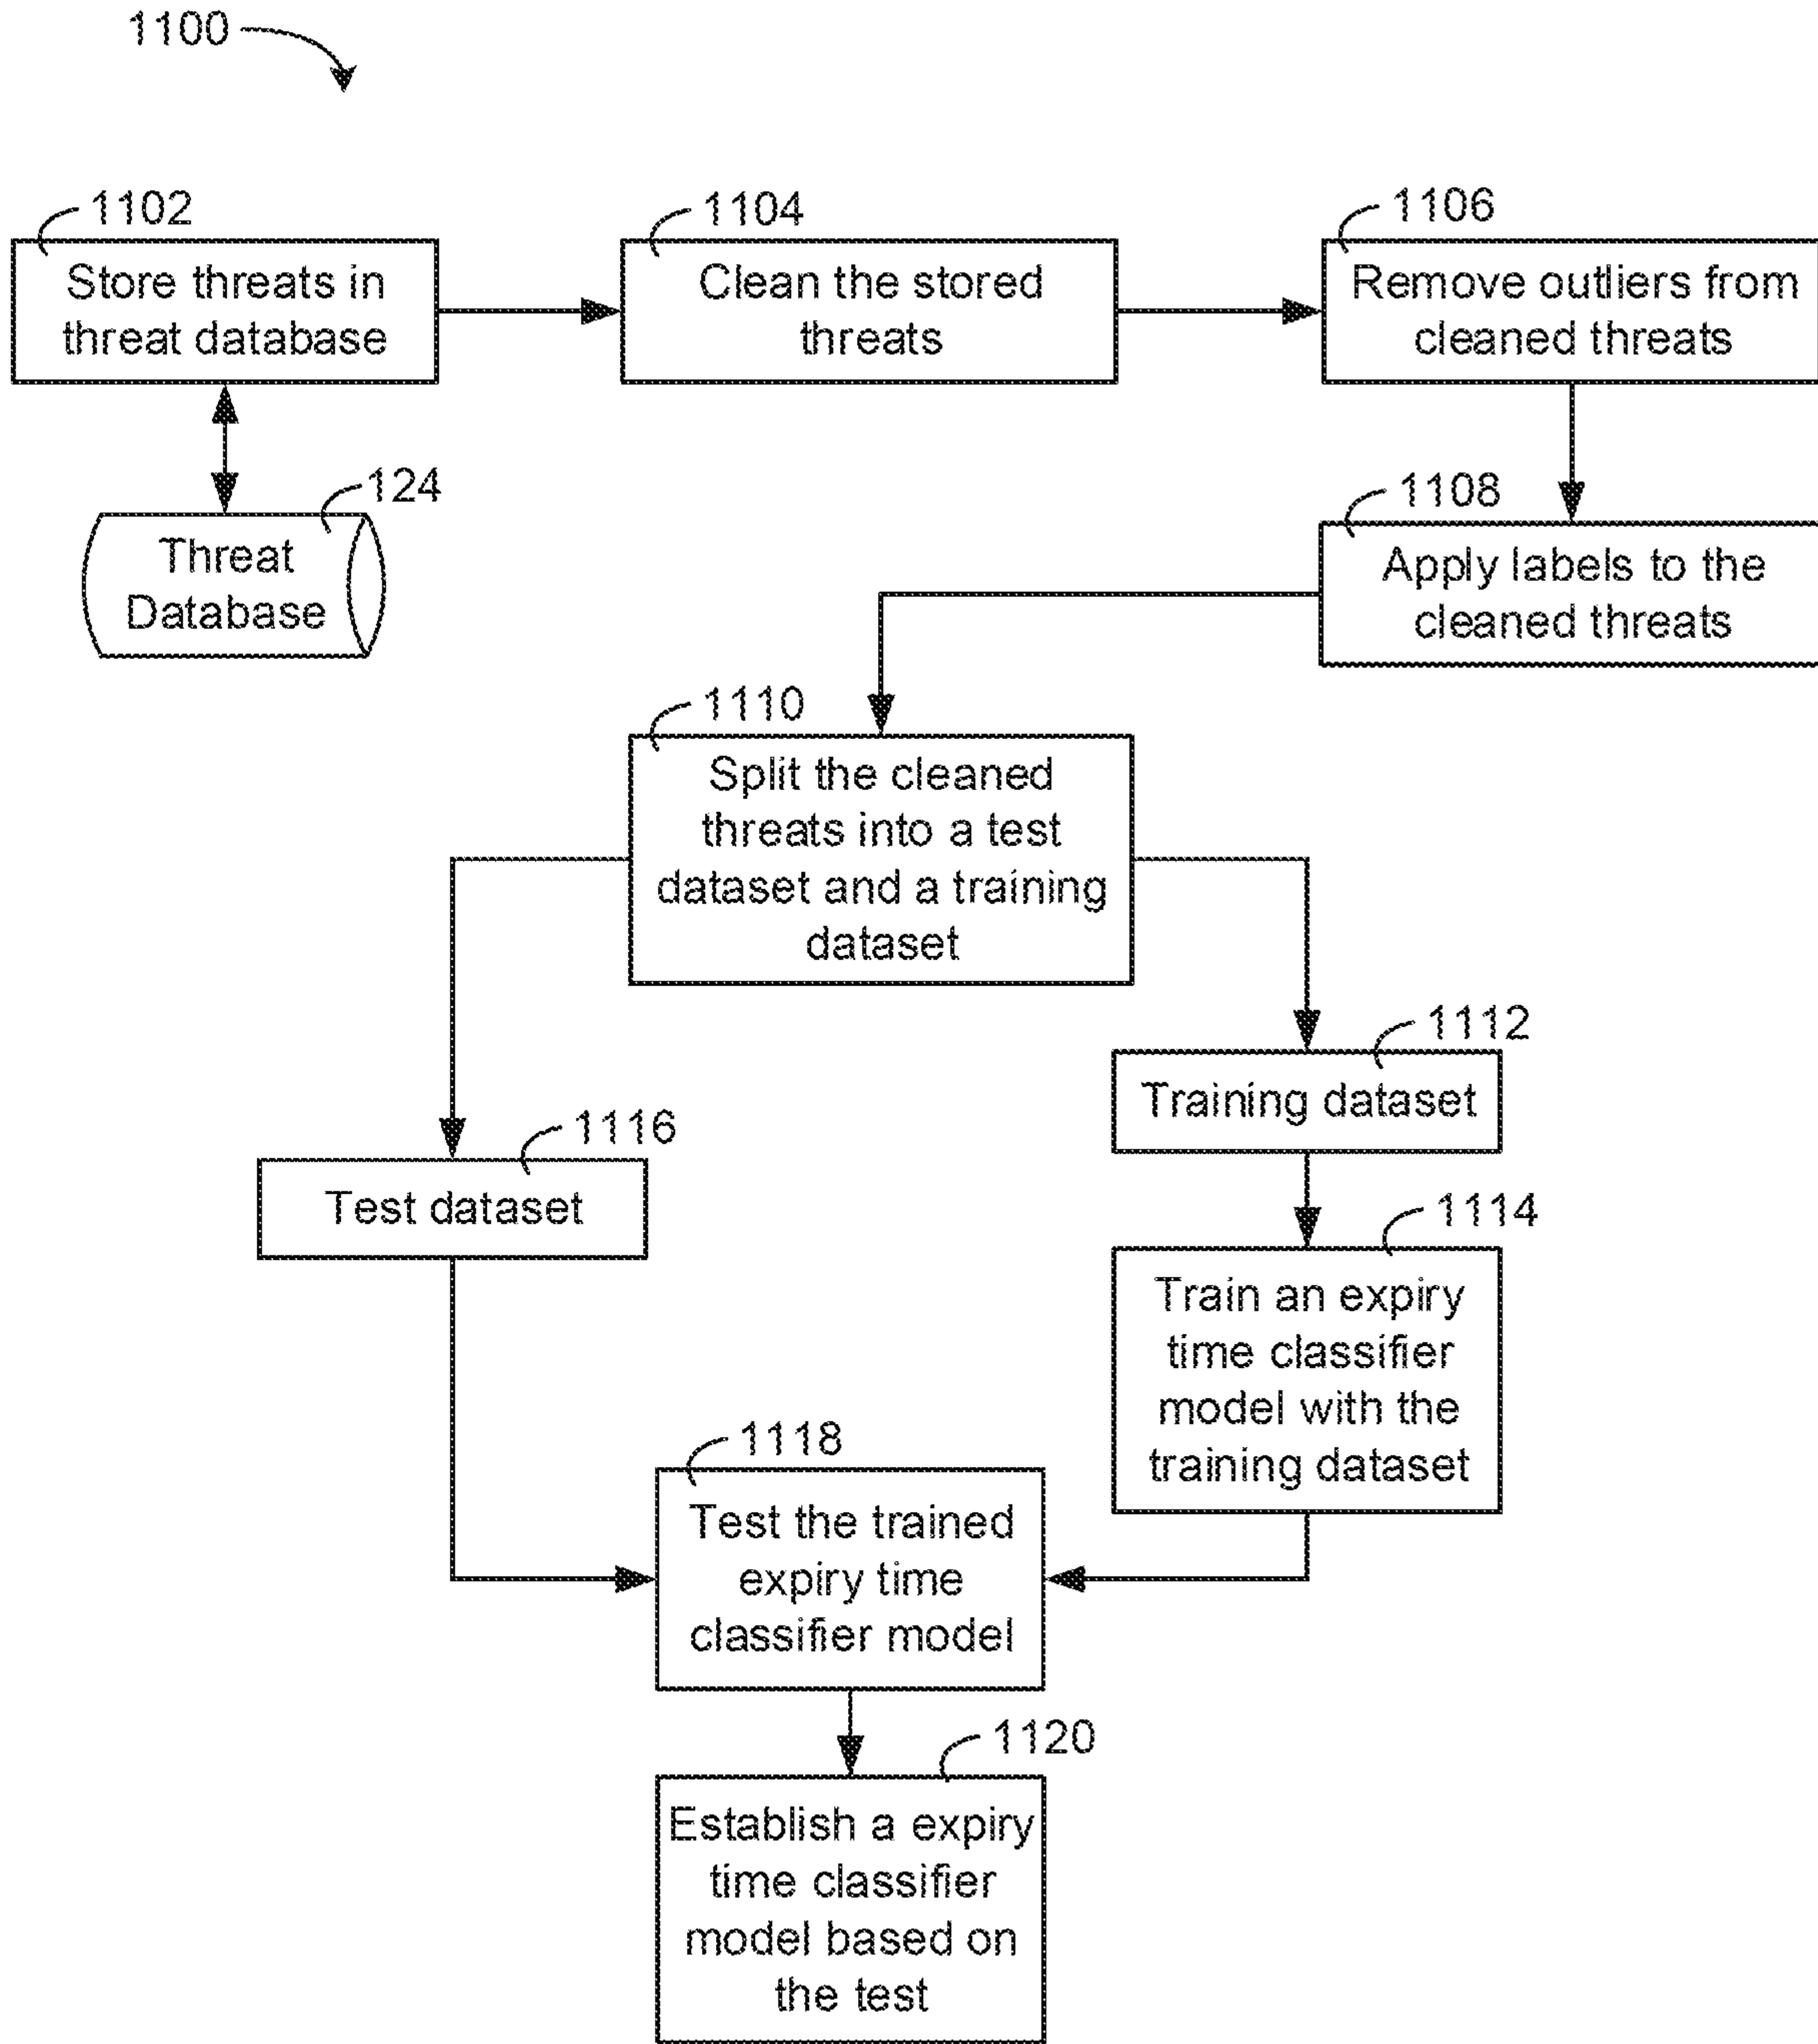 1100
1102
Store threats in
threat database
1104
Clean the stored
threats
1106
Remove outliers from
cleaned threats
124
Threat
Database
1108
Apply labels to the
cleaned threats
1110
Split the cleaned
threats into a test
dataset and a training
dataset
1112
Training dataset
1116
Test dataset
1114
Train an expiry
time classifier
model with the
training dataset
1118
Test the trained
expiry time
classifier model
1120
Establish a expiry
time classifier
model based on
the test